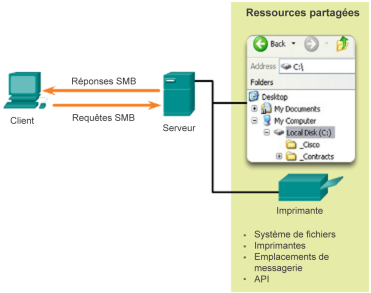 Ressources partagées
Back
Address C:\
Folders
Desktop
My Documents
My Computer
Local Disk (C:)
_Cisco
_Contracts
Réponses SMB
Requêtes SMB
Client
Serveur
Imprimante
• Système de fichiers
• Imprimantes
• Emplacements de
messagerie
• API